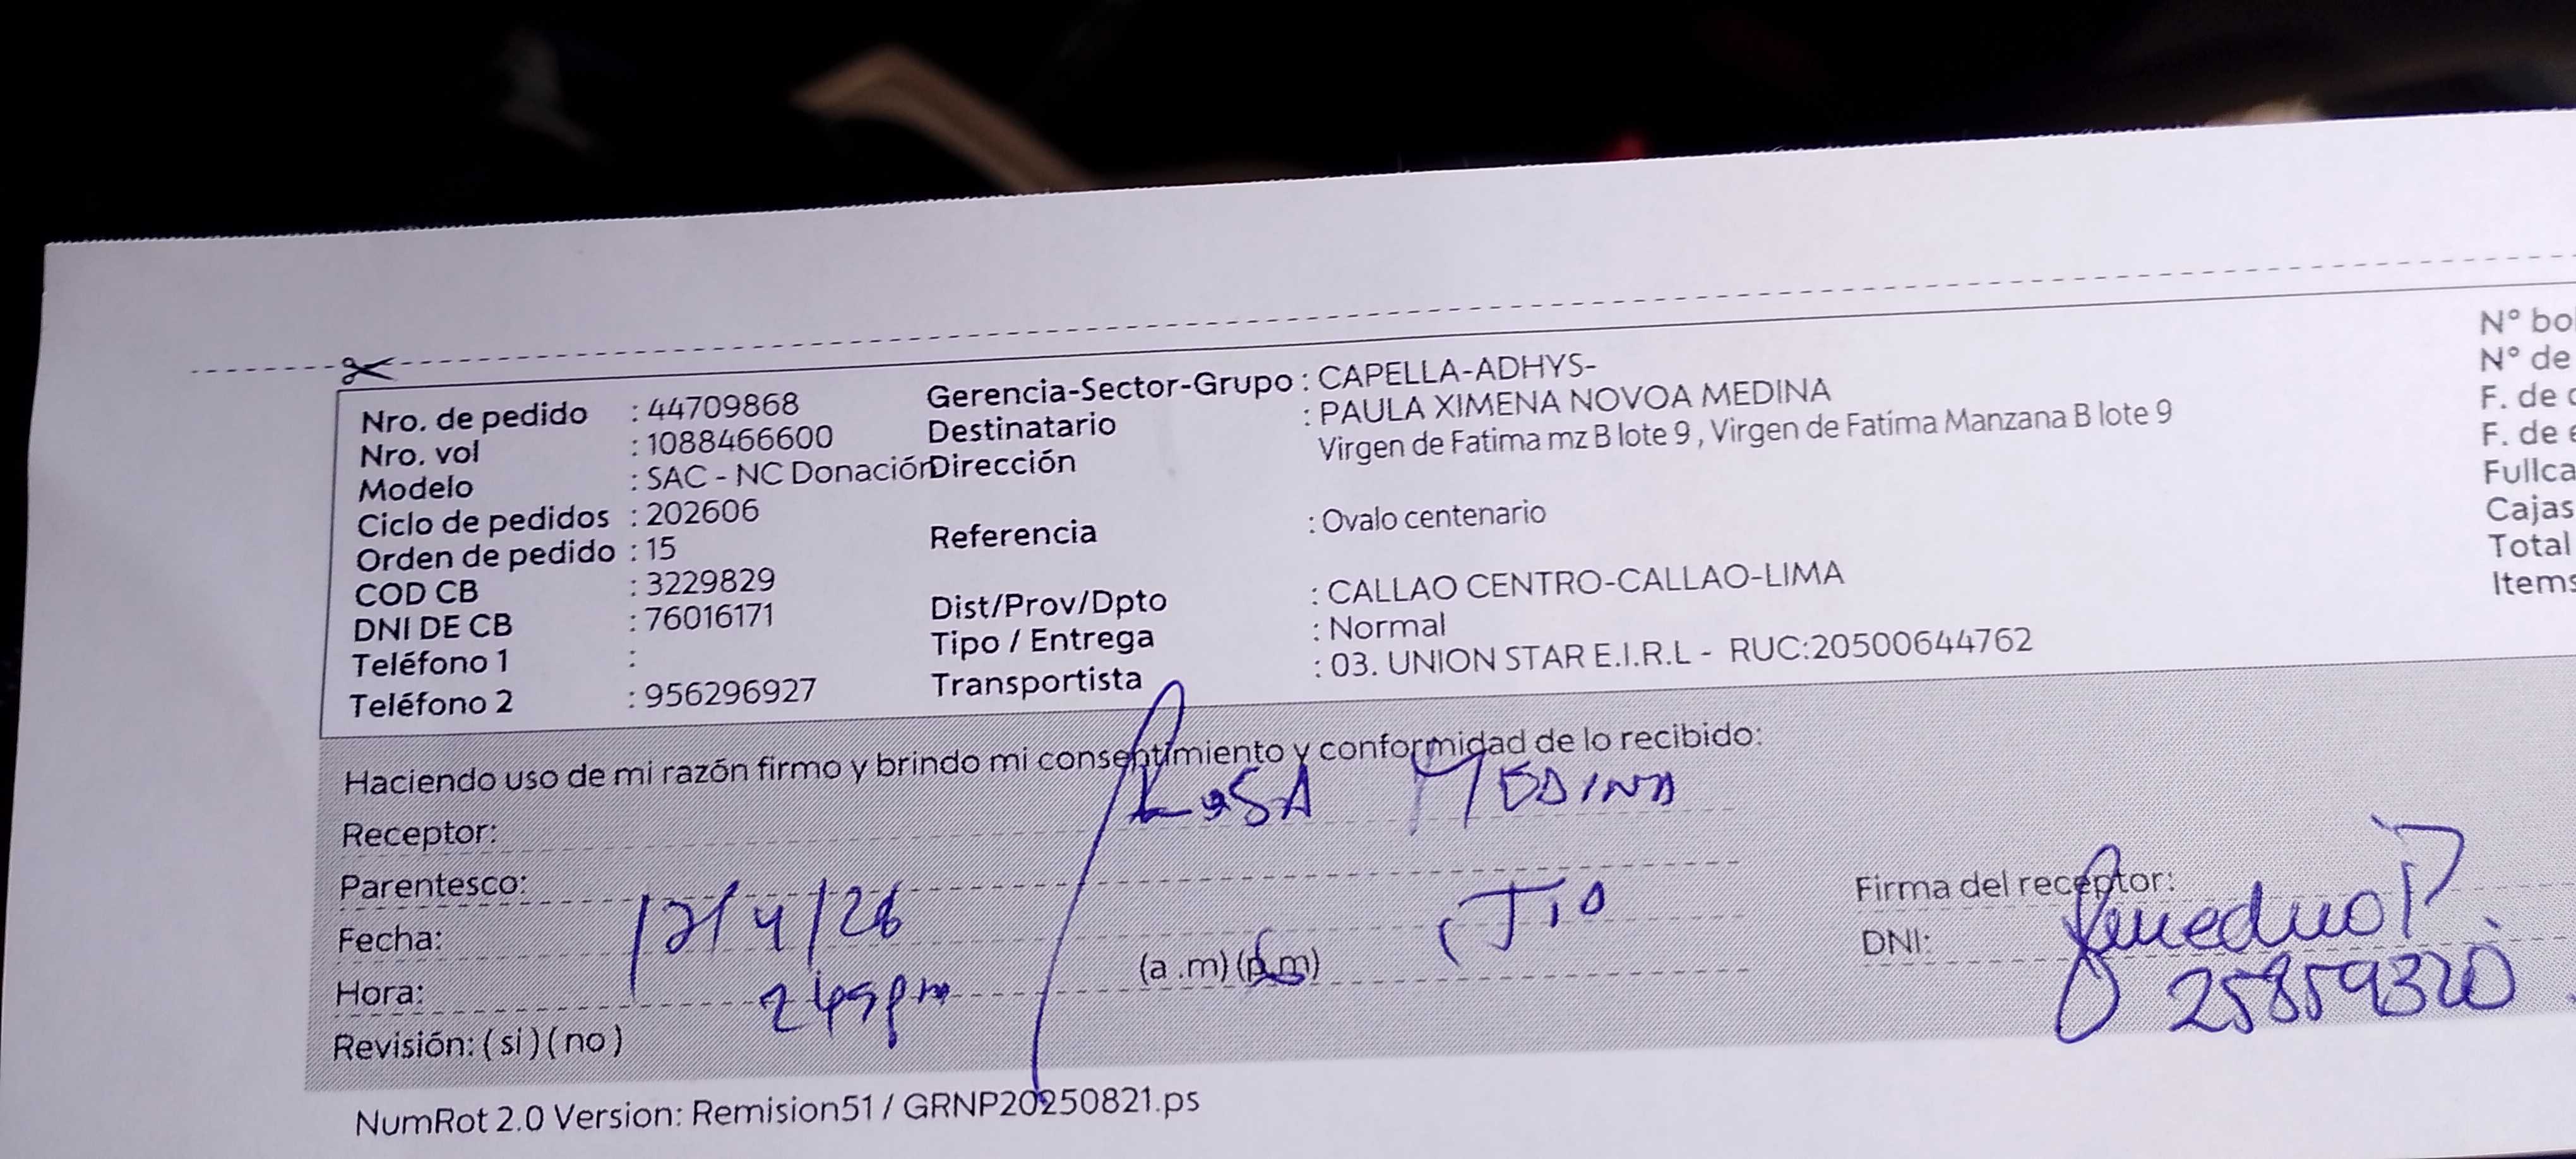 Nro. de pedido : 44709868 Gerencia-Sector-Grupo : CAPELLA-ADHYS- N° bol
Nro. vol : 1088466600 Destinatario : PAULA XIMENA NOVOA MEDINA N° de
Modelo : SAC - NC Donación Dirección Virgen de Fatima mz B lote 9 , Virgen de Fatima Manzana B lote 9 F. de
Ciclo de pedidos : 202606 F. de e
Orden de pedido : 15 Referencia : Ovalo centenario Fullca
COD CB : 3229829 Cajas
DNI DE CB : 76016171 Dist/Prov/Dpto : CALLAO CENTRO-CALLAO-LIMA Total
Teléfono 1 : Tipo / Entrega : Normal Items
Teléfono 2 : 956296927 Transportista : 03. UNION STAR E.I.R.L - RUC:20500644762
Haciendo uso de mi razón firmo y brindo mi consentimiento y conformidad de lo recibido:
Receptor: MEDINA
Parentesco: Tio Firma del receptor:
Fecha: 12/4/26 DNI: 25859320
Hora: 245pm (a .m) (p.m)
Revisión: ( si ) ( no )
NumRot 2.0 Version: Remision51 / GRNP20250821.ps